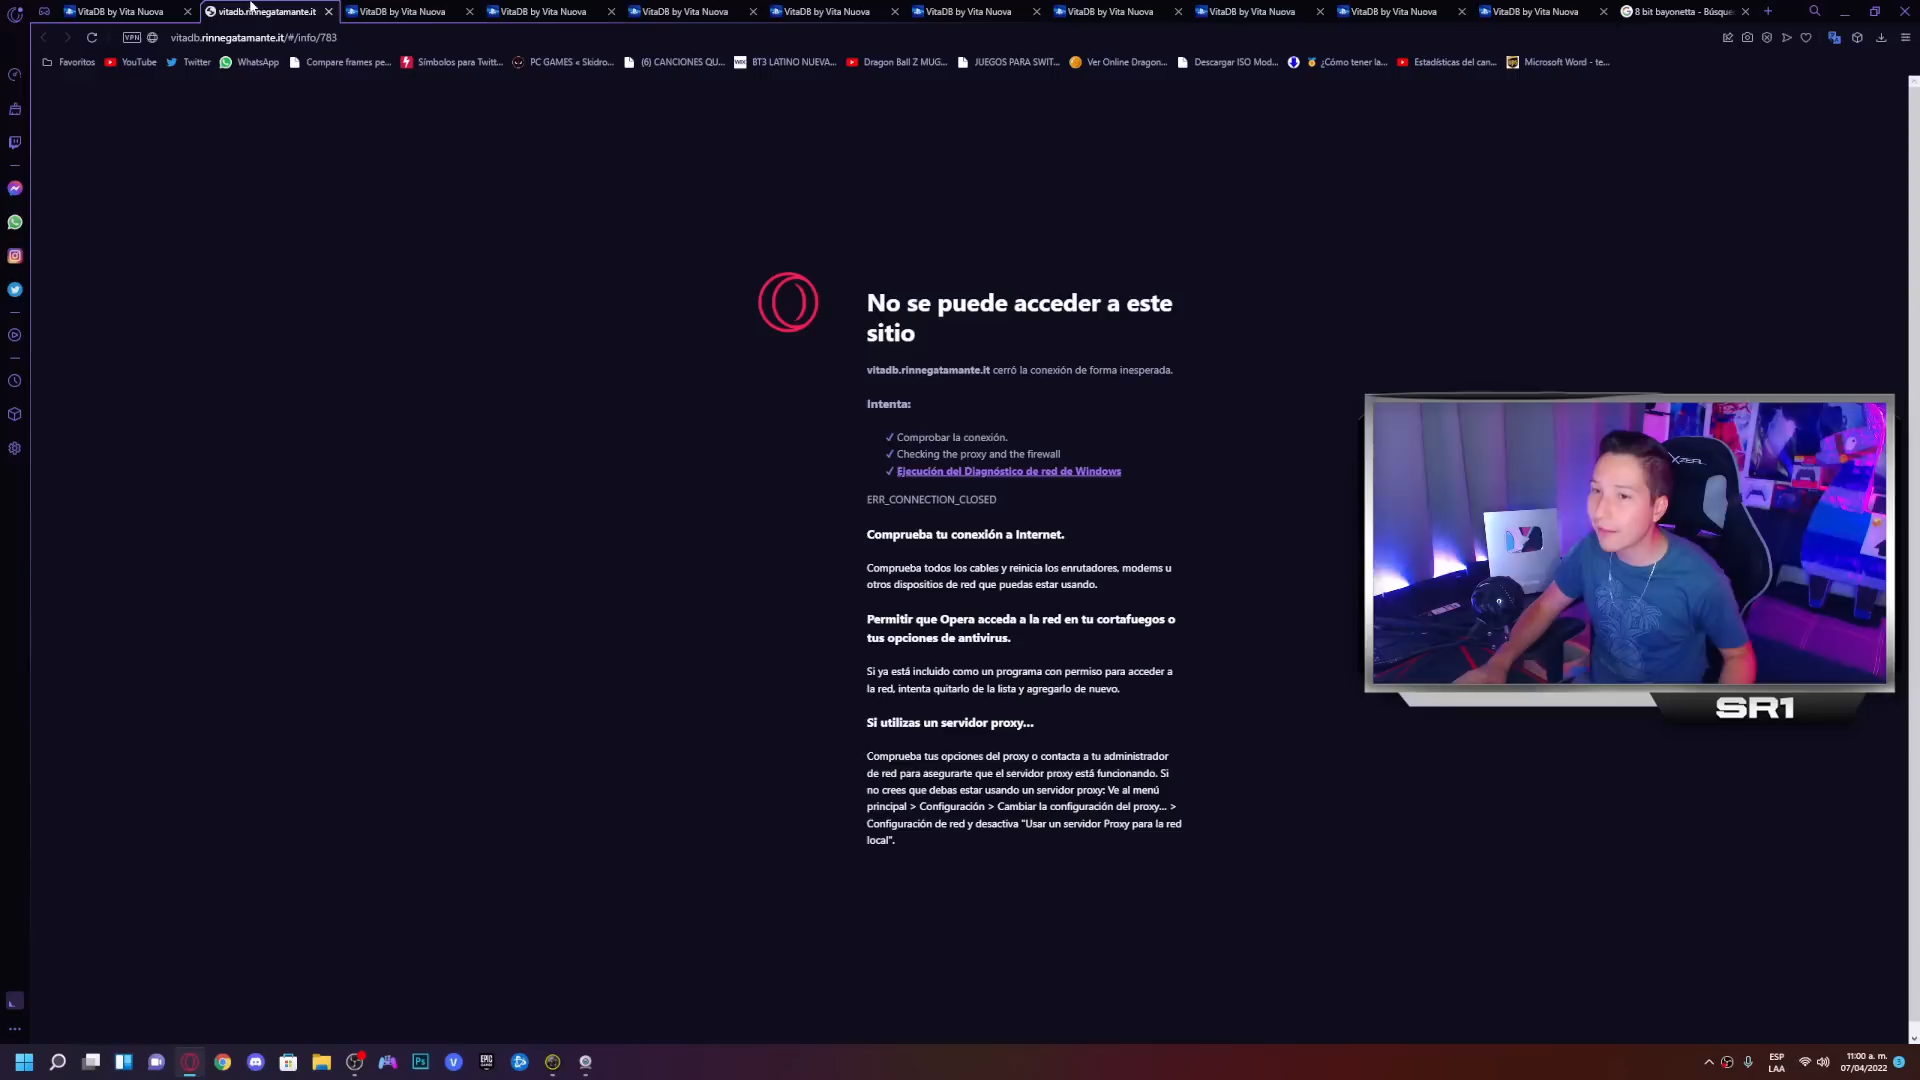 VitaDB by Vita Nuova
vitadb.rinnegatamante.it
VitaDB by Vita Nuova
VitaDB by Vita Nuova
VitaDB by Vita Nuova
VitaDB by Vita Nuova
VitaDB by Vita Nuova
VitaDB by Vita Nuova
VitaDB by Vita Nuova
VitaDB by Vita Nuova
VitaDB by Vita Nuova
8 bit bayonetta - Búsque
VPN
vitadb.rinnegatamante.it/#/info/783
Favoritos
YouTube
Twitter
WhatsApp
Compare frames pe...
Símbolos para Twitt...
PC GAMES « Skidro...
(6) CANCIONES QU...
BT3 LATINO NUEVA...
Dragon Ball Z MUG...
JUEGOS PARA SWIT...
Ver Online Dragon...
Descargar ISO Mod...
¿Cómo tener la...
Estadísticas del can...
Microsoft Word - te...
No se puede acceder a este
sitio
vitadb.rinnegatamante.it cerró la conexión de forma inesperada.
Intenta:
✓ Comprobar la conexión.
✓ Checking the proxy and the firewall
✓ Ejecución del Diagnóstico de red de Windows
ERR_CONNECTION_CLOSED
Comprueba tu conexión a Internet.
Comprueba todos los cables y reinicia los enrutadores, modems u
otros dispositivos de red que puedas estar usando.
Permitir que Opera acceda a la red en tu cortafuegos o
tus opciones de antivirus.
Si ya está incluido como un programa con permiso para acceder a
la red, intenta quitarlo de la lista y agregarlo de nuevo.
Si utilizas un servidor proxy...
Comprueba tus opciones del proxy o contacta a tu administrador
de red para asegurarte que el servidor proxy está funcionando. Si
no crees que debas estar usando un servidor proxy: Ve al menú
principal > Configuración > Cambiar la configuración del proxy... >
Configuración de red y desactiva "Usar un servidor Proxy para la red
local".
XZEAL
SR1
Ps
V
EPIC
GAMES
ESP
LAA
11:00 a. m.
07/04/2022
3